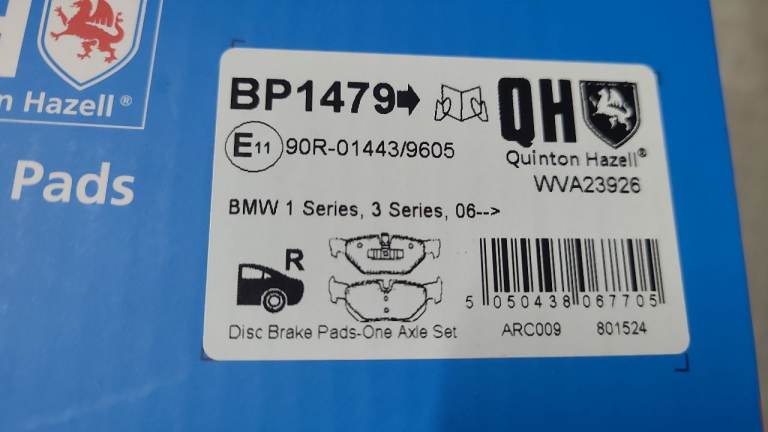 H
on Hazell®
Pads
BP1479
QH
E11 90R-01443/9605
Quinton Hazell®
WVA23926
BMW 1 Series, 3 Series, 06-->
R
5 050438 067705
Disc Brake Pads-One Axle Set
ARC009 801524